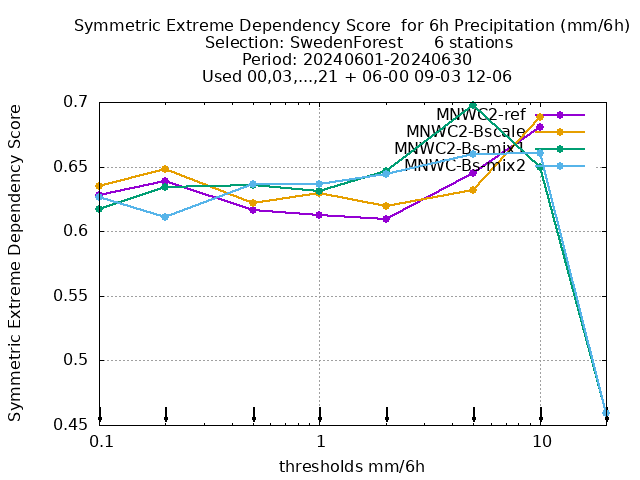 Symmetric Extreme Dependency Score for 6h Precipitation (mm/6h)
Selection: SwedenForest 6 stations
Period: 20240601-20240630
Used 00,03,...,21 + 06-00 09-03 12-06
Symmetric Extreme Dependency Score
0.7
0.65
0.6
0.55
0.5
0.45
MNWC2-ref
MNWC2-Bscale
MNWC2-Bs-mix1
MNWC-Bs-mix2
0.1 1 10
thresholds mm/6h